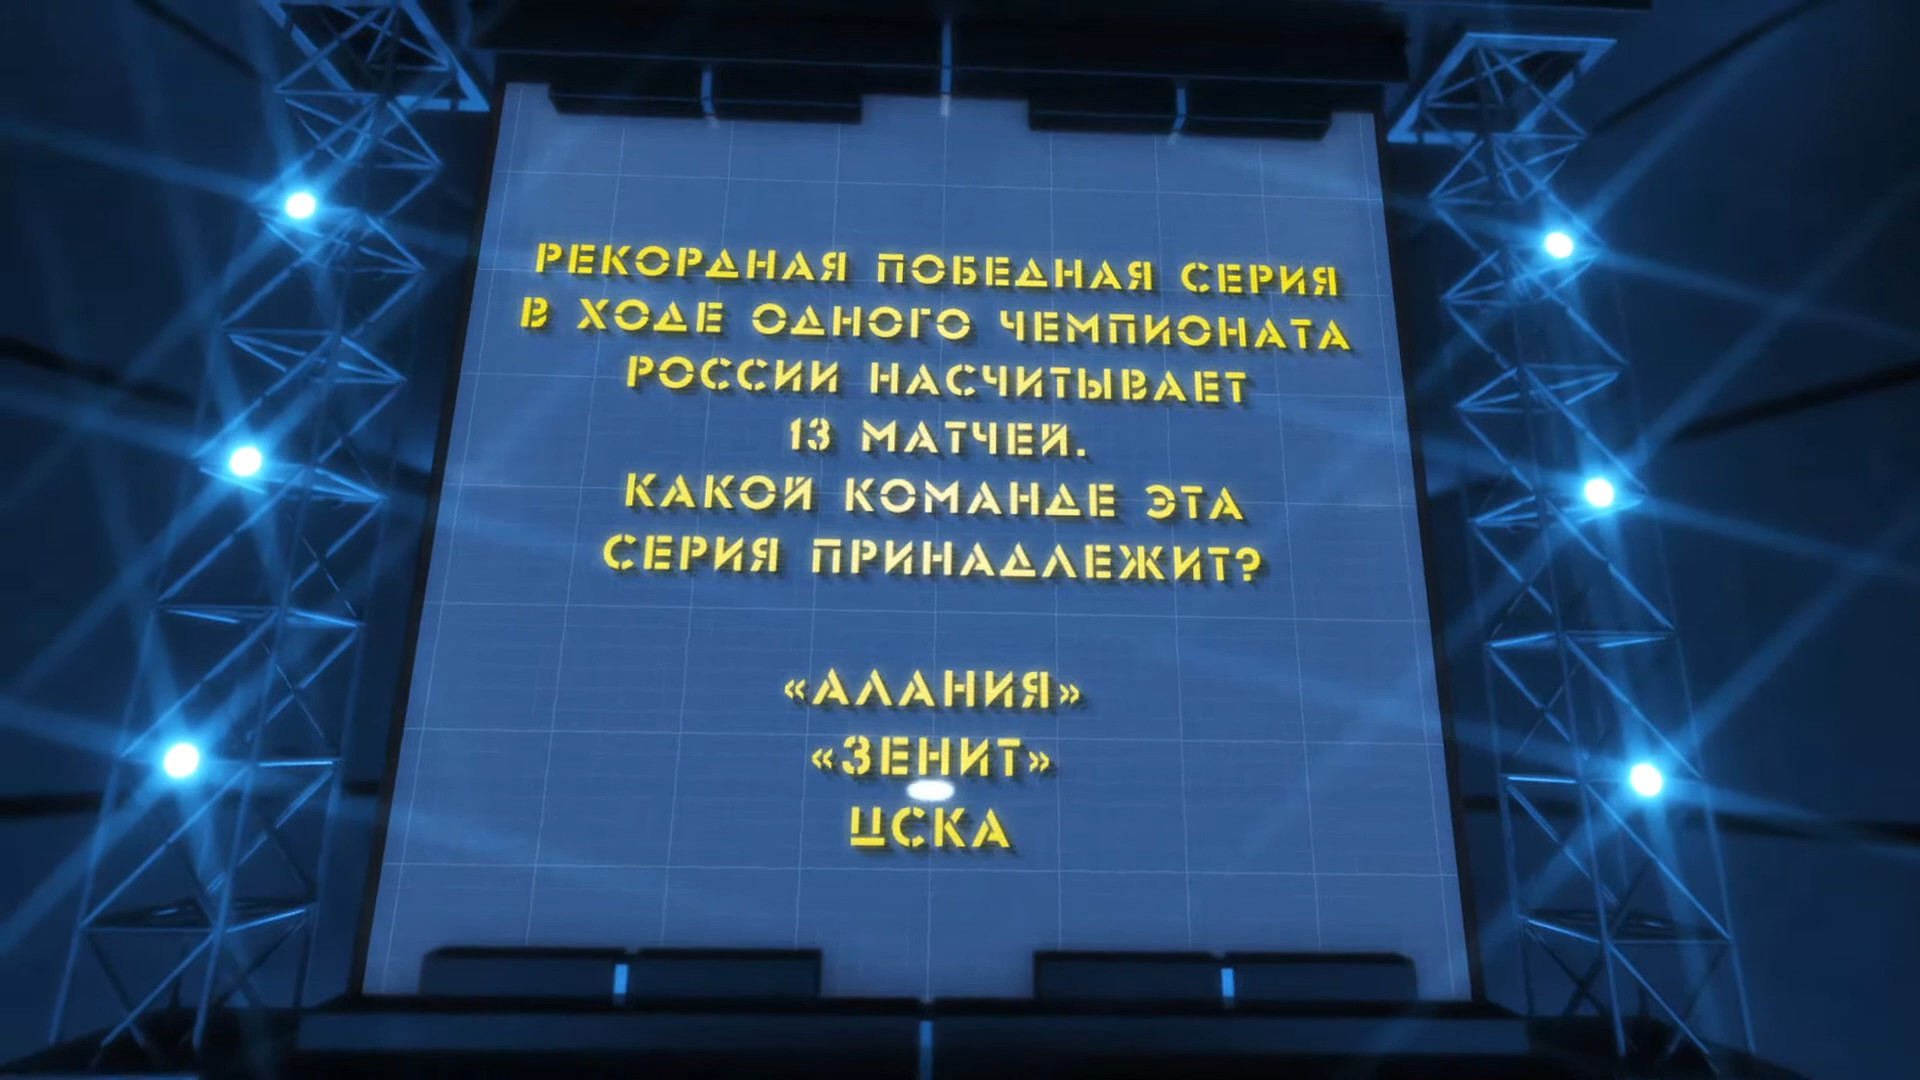 РЕКОРДНАЯ ПОБЕДНАЯ СЕРИЯ
В ХОДЕ ОДНОГО ЧЕМПИОНАТА
РОССИИ НАСЧИТЫВАЕТ
13 МАТЧЕЙ.
КАКОЙ КОМАНДЕ ЭТА
СЕРИЯ ПРИНАДЛЕЖИТ?
«АЛАНИЯ»
«ЗЕНИТ»
ЦСКА